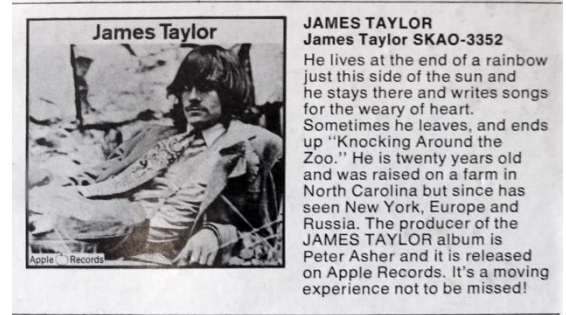 James Taylor
Apple Records
JAMES TAYLOR
James Taylor SKAO-3352
He lives at the end of a rainbow
just this side of the sun and
he stays there and writes songs
for the weary of heart.
Sometimes he leaves, and ends
up "Knocking Around the
Zoo." He is twenty years old
and was raised on a farm in
North Carolina but since has
seen New York, Europe and
Russia. The producer of the
JAMES TAYLOR album is
Peter Asher and it is released
on Apple Records. It's a moving
experience not to be missed!